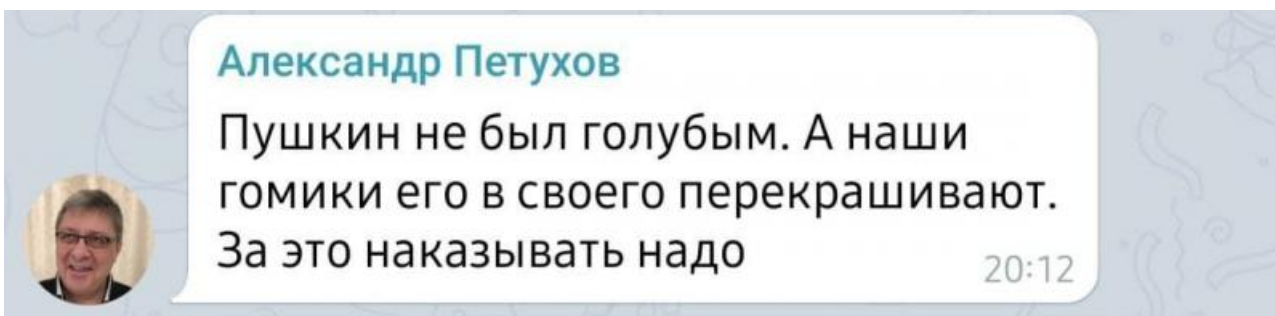 Александр Петухов
Пушкин не был голубым. А наши
гомики его в своего перекрашивают.
За это наказывать надо
20:12